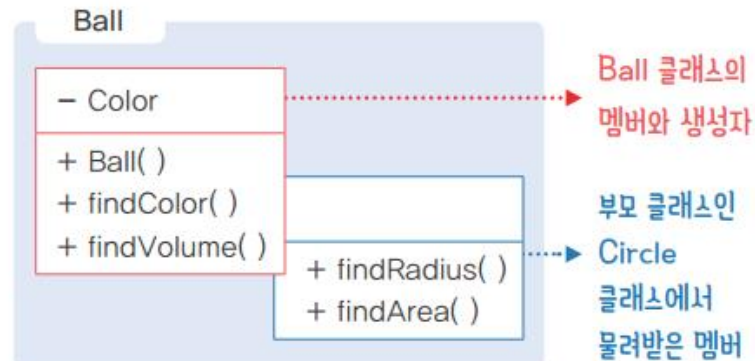 Ball
– Color
+ Ball( )
+ findColor( )
+ findVolume( )
+ findRadius( )
+ findArea( )
Ball 클래스의
멤버와 생성자
부모 클래스인
Circle
클래스에서
물려받은 멤버